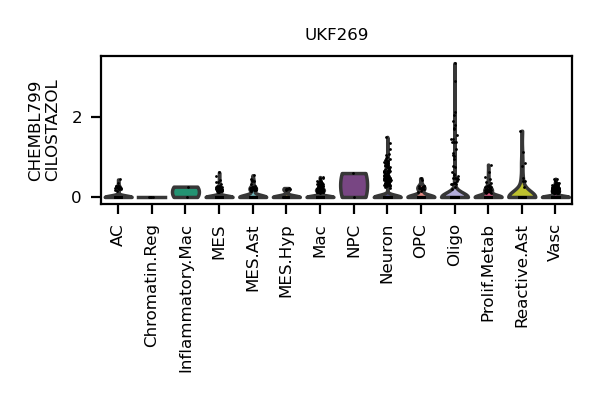 UKF269
CHEMBL799
CILOSTAZOL
2
0
AC
Chromatin.Reg
Inflammatory.Mac
MES
MES.Ast
MES.Hyp
Mac
NPC
Neuron
OPC
Oligo
Prolif.Metab
Reactive.Ast
Vasc